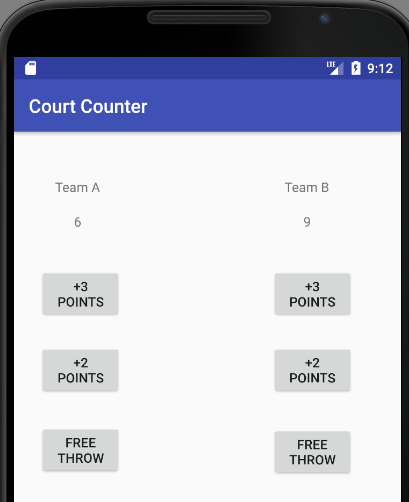 LTE 9:12
Court Counter
Team A Team B
6 9
+3 POINTS +3 POINTS
+2 POINTS +2 POINTS
FREE THROW FREE THROW